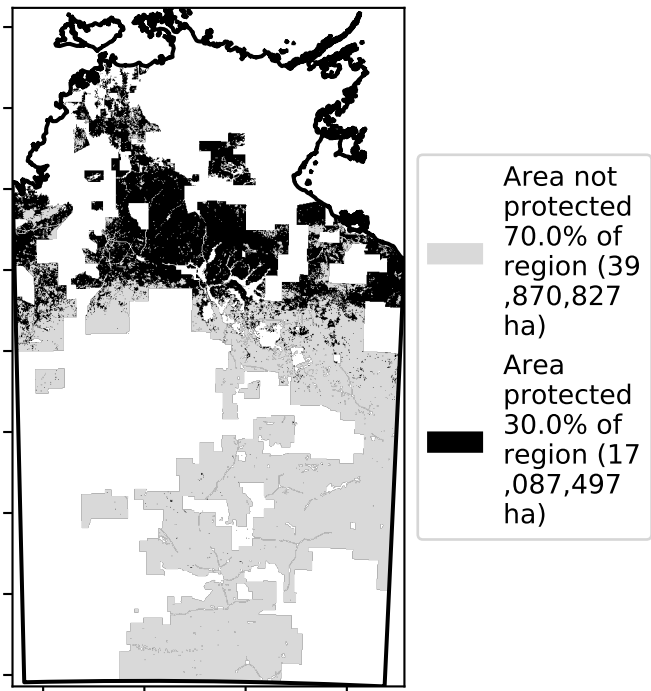 Area not
protected
70.0% of
region (39
,870,827
ha)
Area
protected
30.0% of
region (17
,087,497
ha)